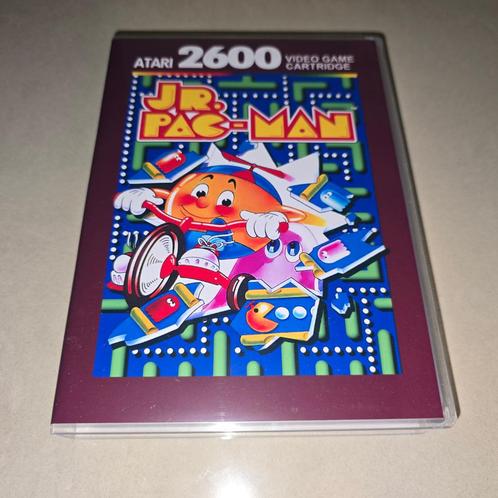 ATARI 2600 VIDEO GAME
CARTRIDGE
JR.
PAC-MAN